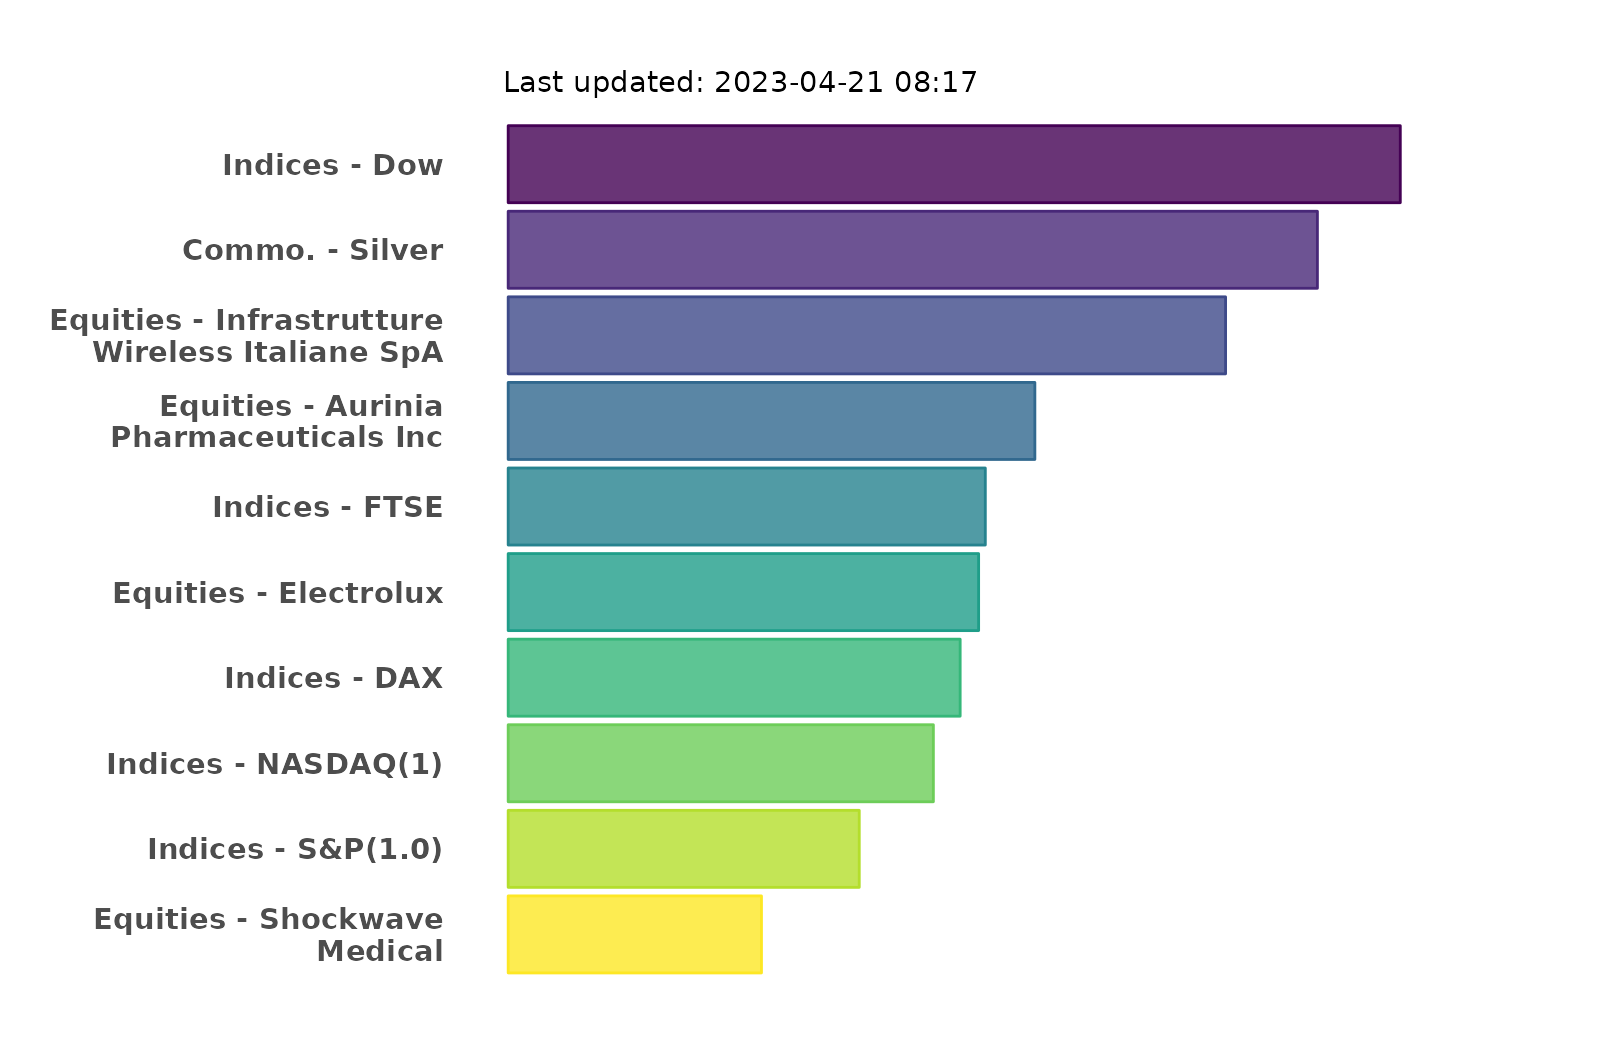 Last updated: 2023-04-21 08:17
Indices - Dow
Commo. - Silver
Equities - Infrastrutture
Wireless Italiane SpA
Equities - Aurinia
Pharmaceuticals Inc
Indices - FTSE
Equities - Electrolux
Indices - DAX
Indices - NASDAQ(1)
Indices - S&P(1.0)
Equities - Shockwave
Medical